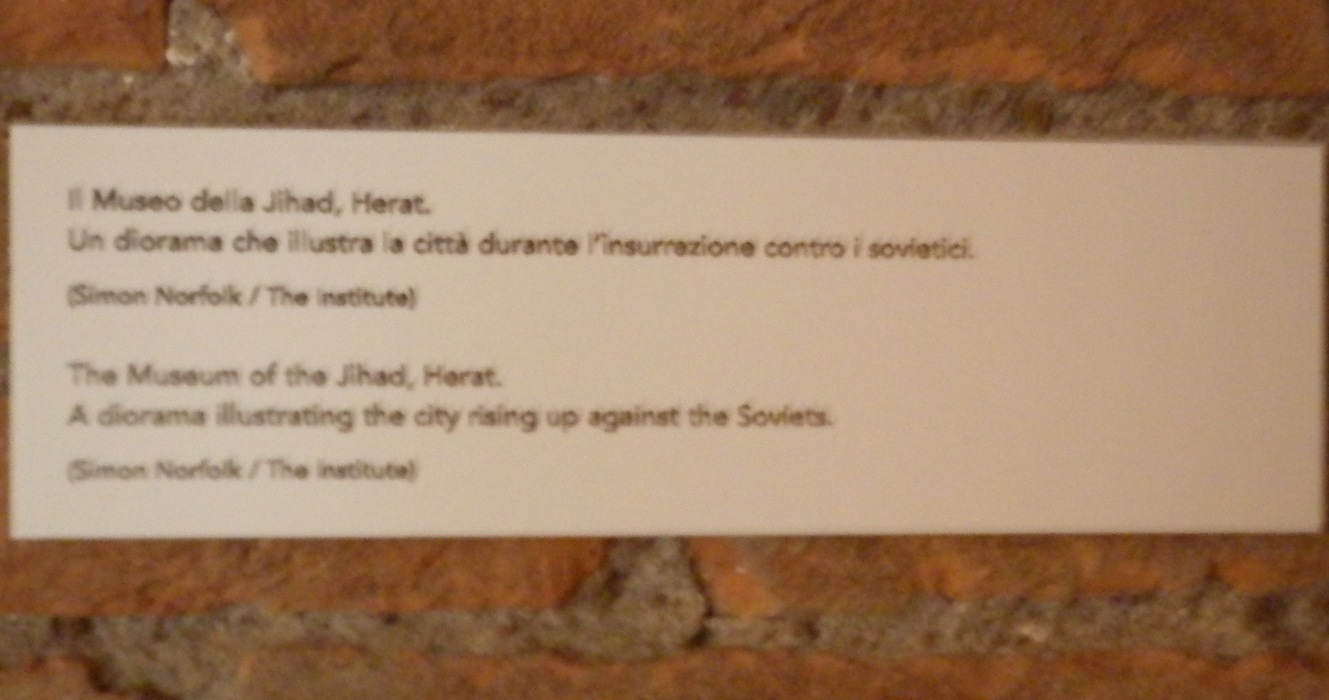 Il Museo della Jihad, Herat.
Un diorama che illustra la città durante l'insurrezione contro i sovietici.
(Simon Norfolk / The Institute)
The Museum of the Jihad, Herat.
A diorama illustrating the city rising up against the Soviets.
(Simon Norfolk / The Institute)